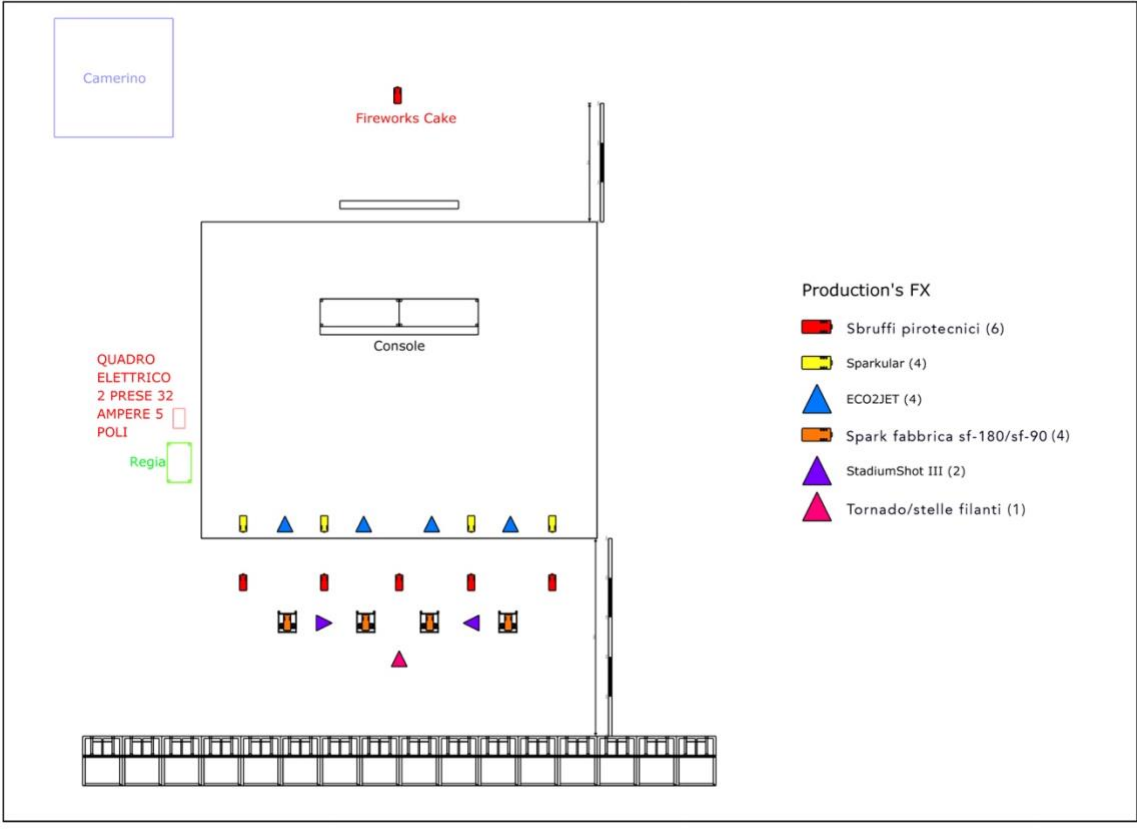 Camerino
Fireworks Cake
Console
QUADRO
ELETTRICO
2 PRESE 32
AMPERE 5
POLI
Regia
Production's FX
Sbruffi pirotecnici (6)
Sparkular (4)
ECO2JET (4)
Spark fabbrica sf-180/sf-90 (4)
StadiumShot III (2)
Tornado/stelle filanti (1)